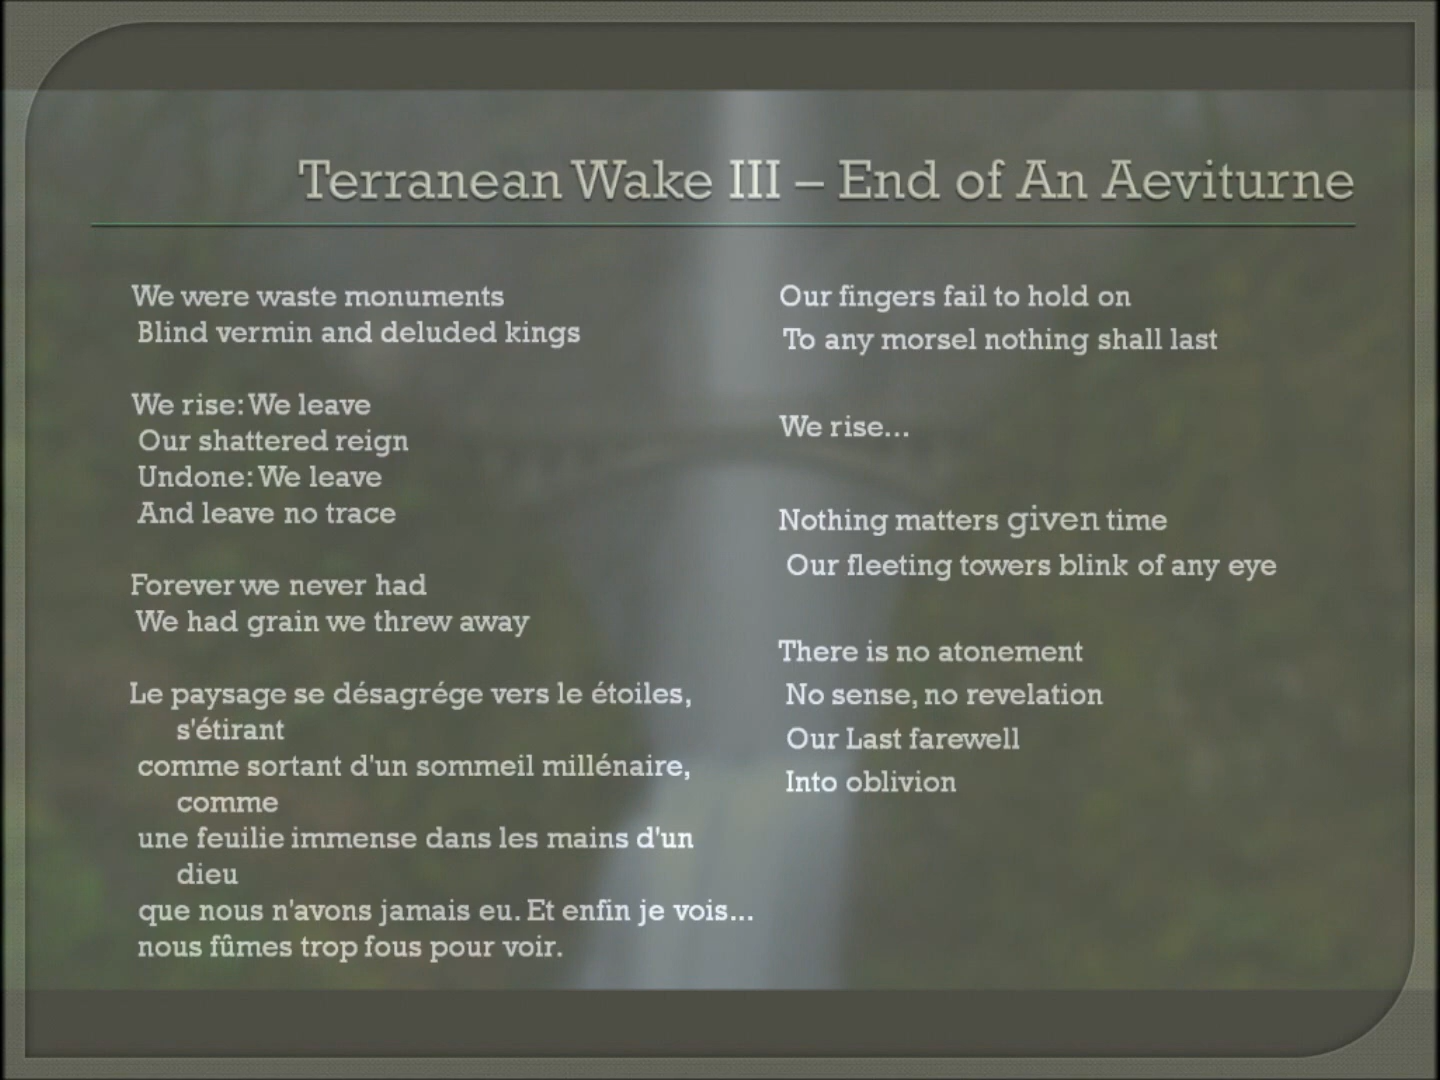 Terranean Wake III – End of An Aeviturne
We were waste monuments
Blind vermin and deluded kings
We rise: We leave
Our shattered reign
Undone: We leave
And leave no trace
Forever we never had
We had grain we threw away
Le paysage se désagrége vers le étoiles,
s'étirant
comme sortant d'un sommeil millénaire,
comme
une feuilie immense dans les mains d'un
dieu
que nous n'avons jamais eu. Et enfin je vois...
nous fûmes trop fous pour voir.
Our fingers fail to hold on
To any morsel nothing shall last
We rise...
Nothing matters given time
Our fleeting towers blink of any eye
There is no atonement
No sense, no revelation
Our Last farewell
Into oblivion